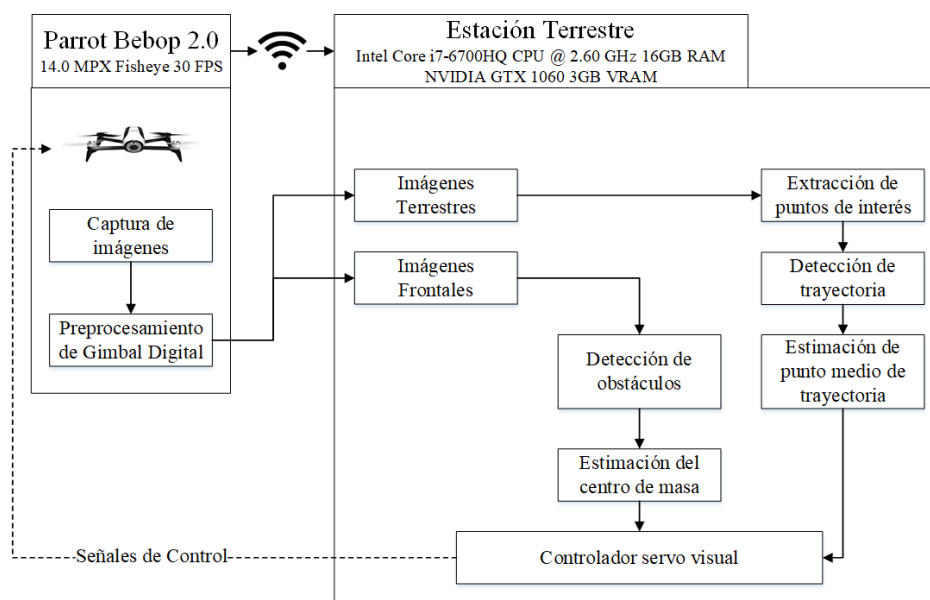 Parrot Bebop 2.0
14.0 MPX Fisheye 30 FPS
Estación Terrestre
Intel Core i7-6700HQ CPU @ 2.60 GHz 16GB RAM
NVIDIA GTX 1060 3GB VRAM
Captura de
imágenes
Preprocesamiento
de Gimbal Digital
Imágenes
Terrestres
Imágenes
Frontales
Extracción de
puntos de interés
Detección de
trayectoria
Estimación de
punto medio de
trayectoria
Detección de
obstáculos
Estimación del
centro de masa
Controlador servo visual
Señales de Control